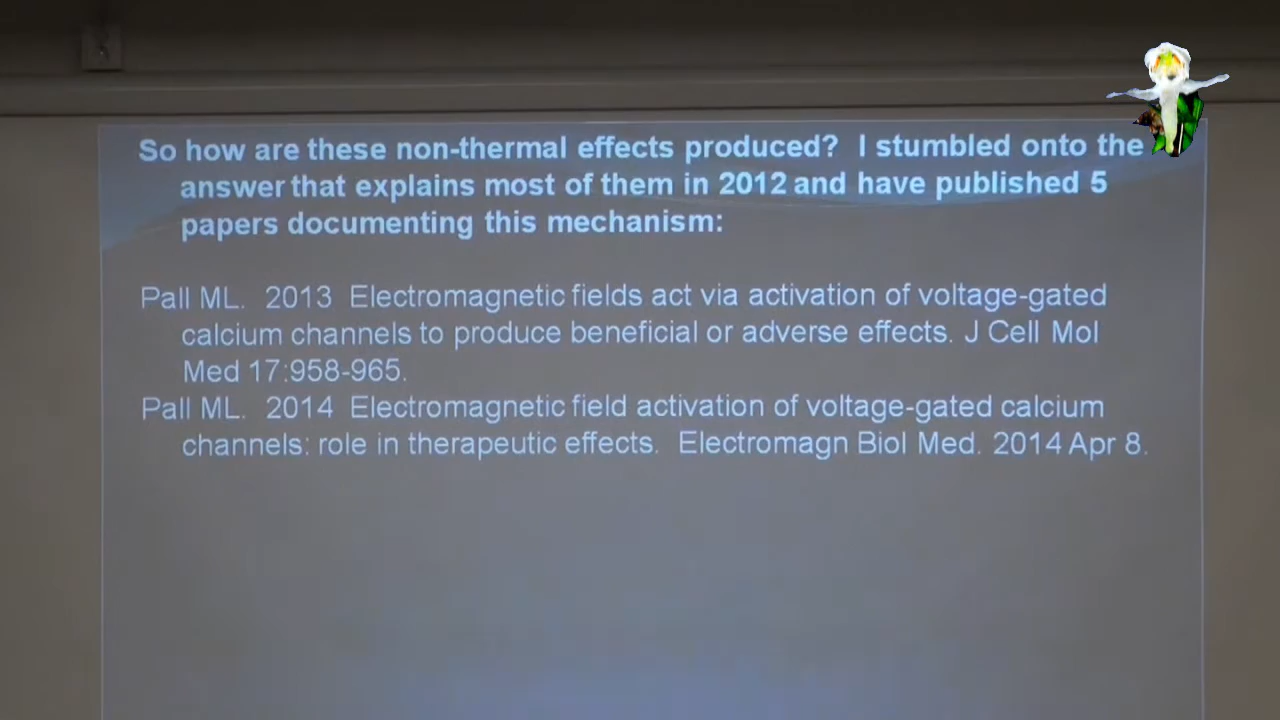 So how are these non-thermal effects produced?  I stumbled onto the
answer that explains most of them in 2012 and have published 5
papers documenting this mechanism:
Pall ML.  2013  Electromagnetic fields act via activation of voltage-gated
calcium channels to produce beneficial or adverse effects. J Cell Mol
Med 17:958-965.
Pall ML.  2014  Electromagnetic field activation of voltage-gated calcium
channels: role in therapeutic effects.  Electromagn Biol Med. 2014 Apr 8.